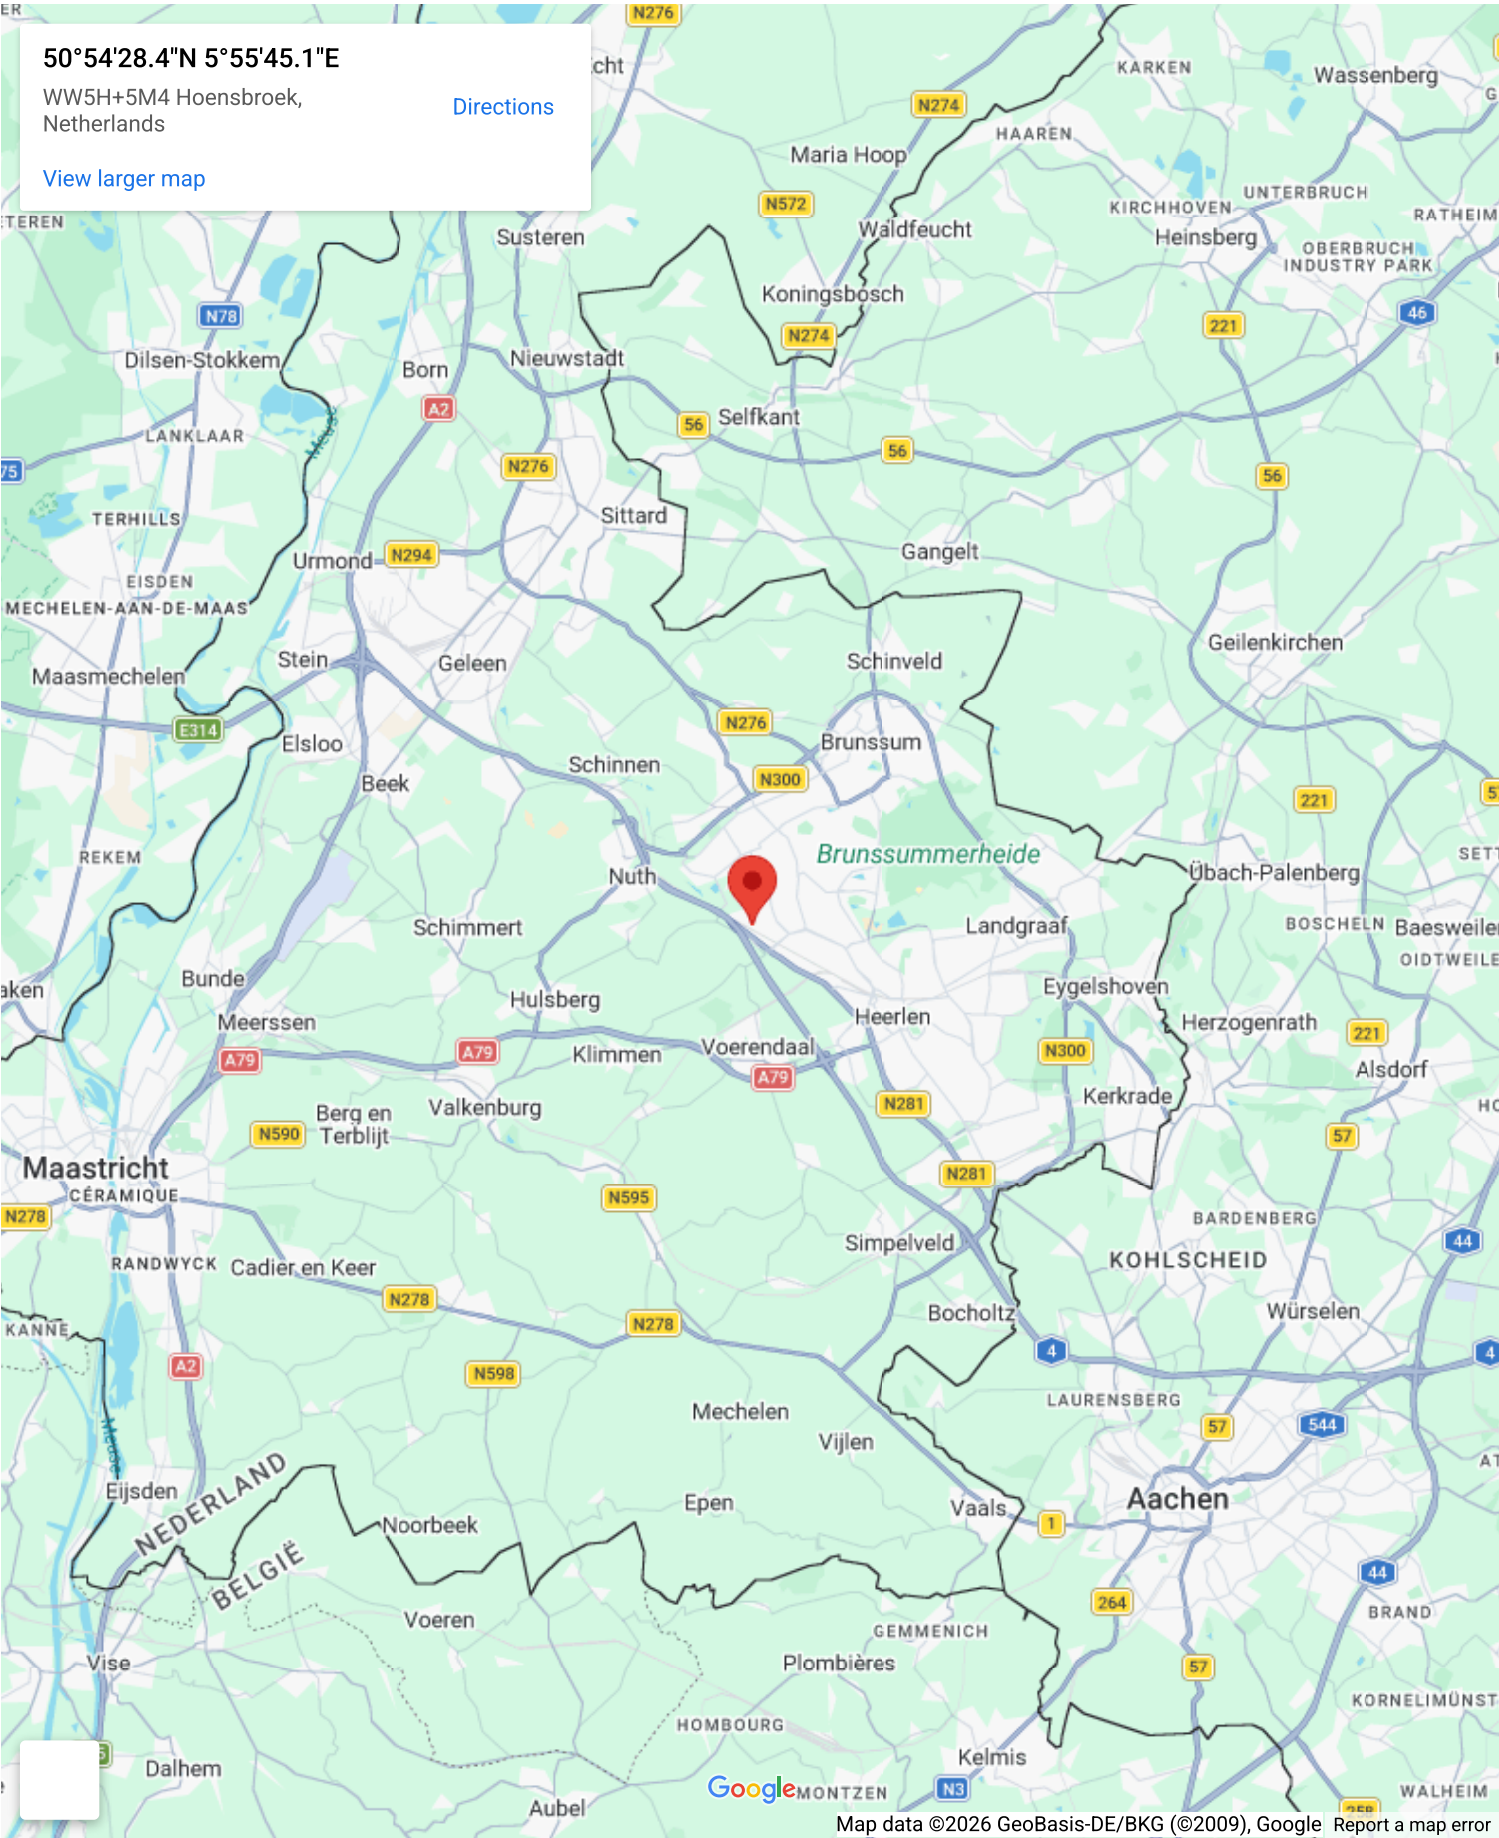 50°54'28.4"N 5°55'45.1"E
WW5H+5M4 Hoensbroek,
Netherlands
Directions
View larger map
N276
N274
KARKEN
Wassenberg
HAAREN
Maria Hoop
N572
UNTERBRUCH
KIRCHHOVEN
RATHEIM
Waldfeucht
Heinsberg
OBERBRUCH
INDUSTRY PARK
Susteren
Koningsbosch
N78
N274
221
46
Dilsen-Stokkem
Born
Nieuwstadt
A2
56
Selfkant
LANKLAAR
Meuse
56
75
N276
56
TERHILLS
Sittard
Urmond
N294
Gangelt
EISDEN
MECHELEN-AAN-DE-MAAS
Geilenkirchen
Stein
Geleen
Schinveld
Maasmechelen
E314
N276
Elsloo
Brunssum
Schinnen
N300
Beek
221
REKEM
Brunssummerheide
Nuth
Übach-Palenberg
Schimmert
Landgraaf
BOSCHELN
Baesweiler
Bunde
Eygelshoven
Hulsberg
Meerssen
Heerlen
Herzogenrath
221
A79
A79
Klimmen
Voerendaal
N300
Alsdorf
A79
Kerkrade
Berg en
Terblijt
Valkenburg
N281
N590
57
Maastricht
CÉRAMIQUE
N281
N595
N278
BARDENBERG
Simpelveld
44
RANDWYCK
Cadier en Keer
KOHLSCHEID
N278
Bocholtz
Würselen
KANNE
N278
4
4
A2
N598
LAURENSBERG
Mechelen
57
544
Meuse
Vijlen
Eijsden
NEDERLAND
Epen
Vaals
Aachen
Noorbeek
1
BELGIË
44
264
BRAND
Voeren
GEMMENICH
Vise
Plombières
57
HOMBOURG
Kelmis
Dalhem
Google
MONTZEN
N3
WALHEIM
Aubel
258
Map data ©2026 GeoBasis-DE/BKG (©2009), Google
Report a map error